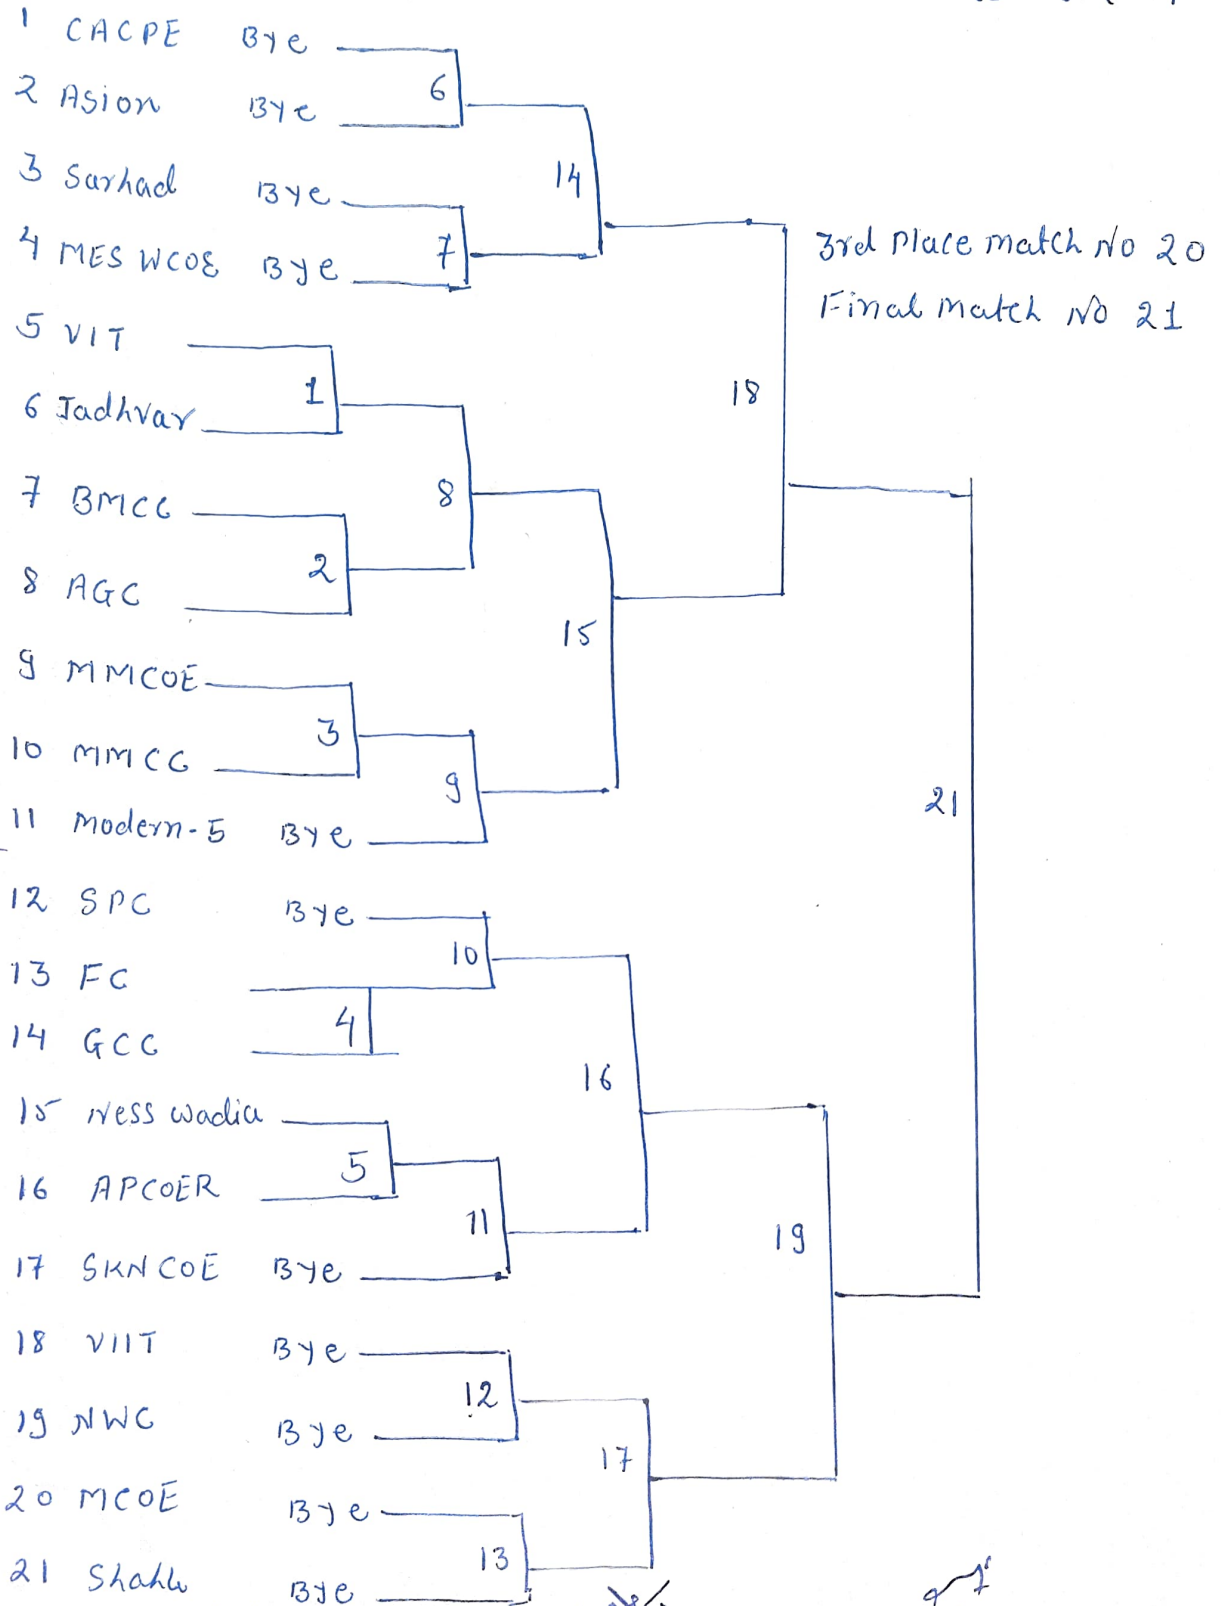 1 CACPE Bye
6
2 Asion Bye
14
3 Sarhad Bye
4 MES WCOE Bye
7
3rd Place match No 20
Final match No 21
5 VIT
1
6 Jadhvar
18
7 BMCC
8
8 AGC
2
15
9 MMCOE
3
10 MMCC
9
21
11 Modern-5 Bye
12 SPC Bye
10
13 FC
4
14 GCC
16
15 Ness wadia
5
16 APCOER
11
19
17 SKNCOE Bye
18 VIIT Bye
12
19 NWC Bye
17
20 MCOE Bye
13
21 Shahu Bye